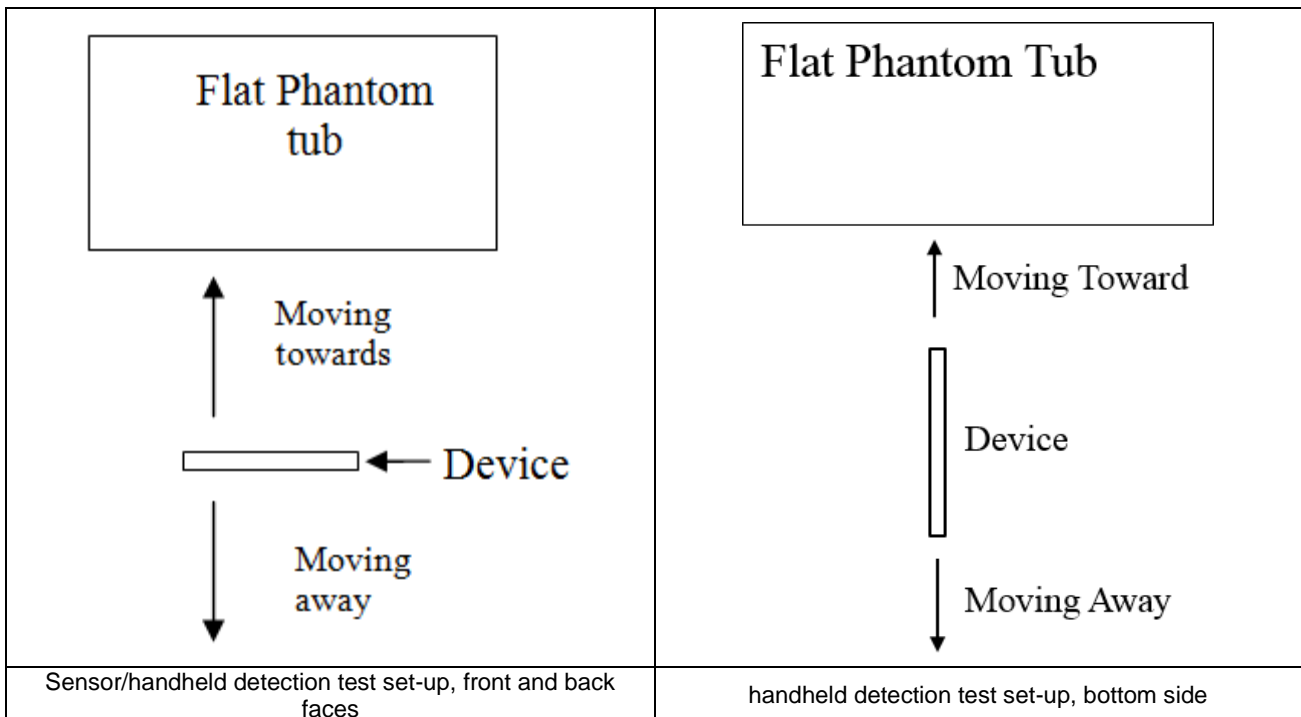 Flat Phantom
tub
Moving
towards
Device
Moving
away
Sensor/handheld detection test set-up, front and back
faces
Flat Phantom Tub
Moving Toward
Device
Moving Away
handheld detection test set-up, bottom side